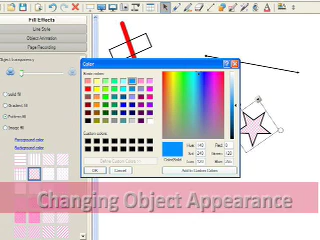 Fill Effects
Line Style
Object Animation
Page Recording
Object transparency
Solid fill
Gradient fill
Pattern fill
Image fill
Foreground color
Background color
Color
Basic colors:
Custom colors:
Define Custom Colors >>
OK
Cancel
Color|Solid
Hue:
Sat:
Lum:
Red:
Green:
Blue:
Add to Custom Colors
Changing Object Appearance